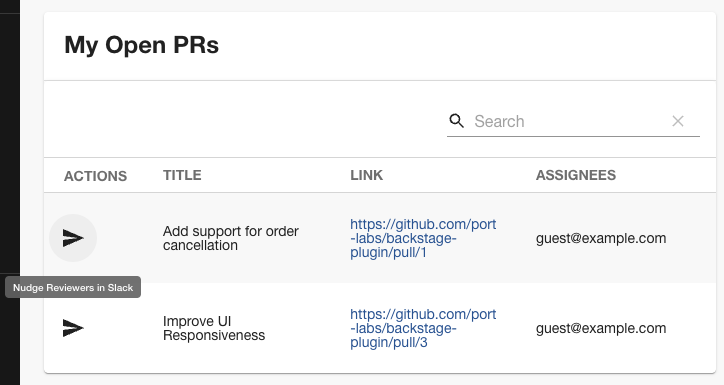 My Open PRs
Search
ACTIONS TITLE LINK ASSIGNEES
Add support for order
cancellation
https://github.com/port
-labs/backstage-
plugin/pull/1
guest@example.com
Nudge Reviewers in Slack
Improve UI
Responsiveness
https://github.com/port
-labs/backstage-
plugin/pull/3
guest@example.com